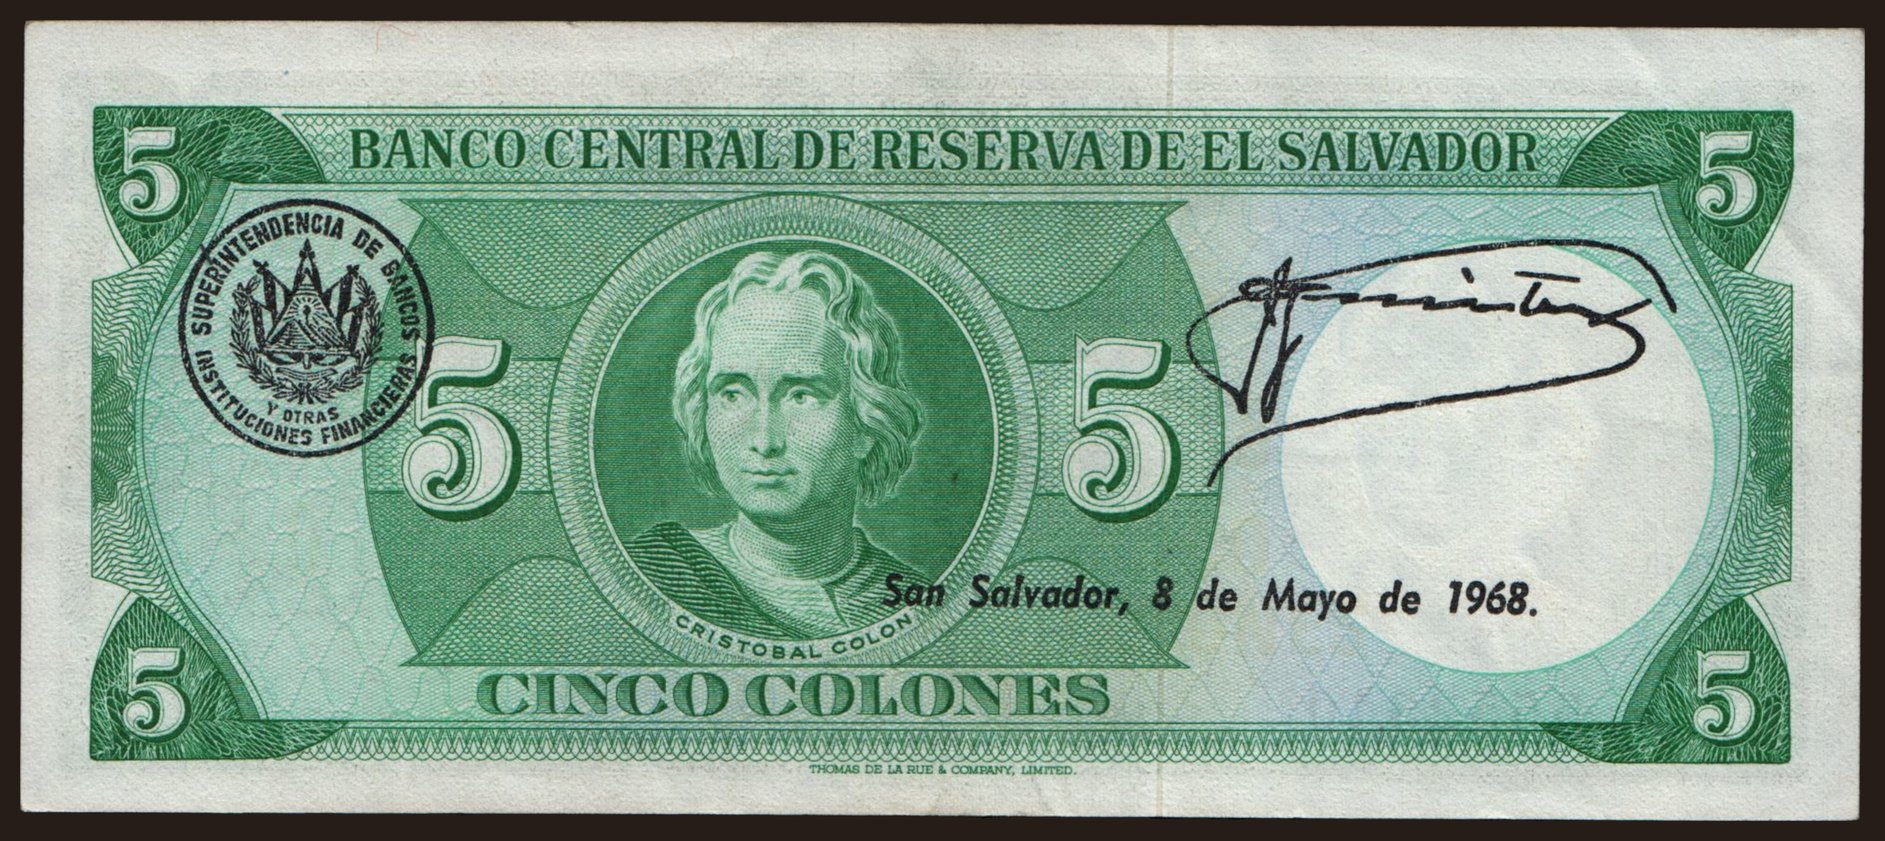 5 BANCO CENTRAL DE RESERVA DE EL SALVADOR 5
SUPERINTENDENCIA DE BANCOS
Y OTRAS
INSTITUCIONES FINANCIERAS
5 5
San Salvador, 8 de Mayo de 1968.
CRISTOBAL COLON
5 CINCO COLONES 5
THOMAS DE LA RUE & COMPANY, LIMITED.